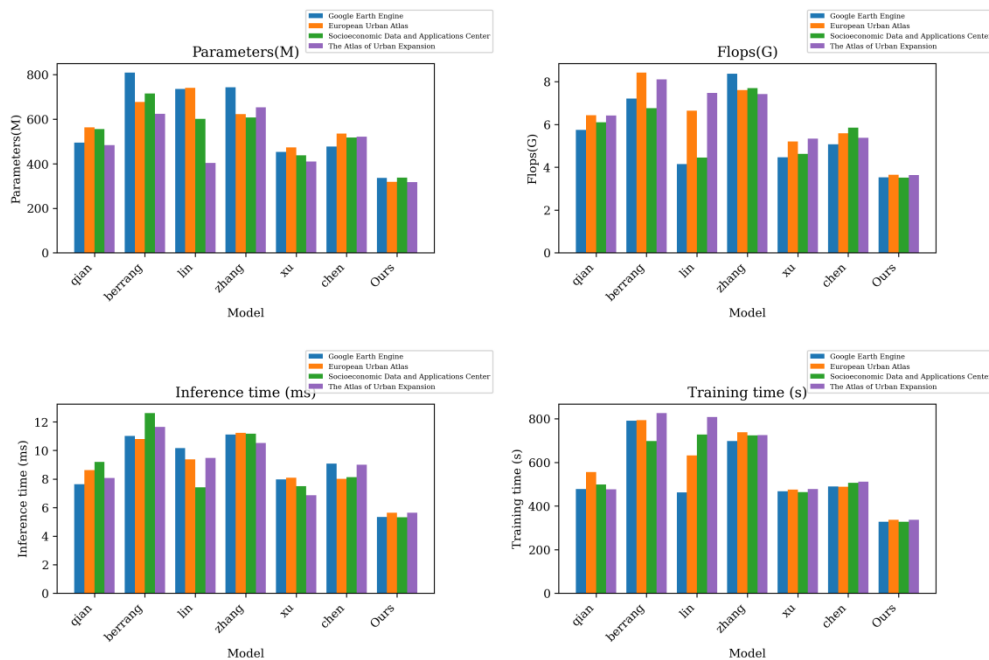 Google Earth Engine
European Urban Atlas
Socioeconomic Data and Applications Center
The Atlas of Urban Expansion
Parameters(M)
Parameters(M)
800
600
400
200
0
qian
berrang
lin
zhang
xu
chen
Ours
Model
Google Earth Engine
European Urban Atlas
Socioeconomic Data and Applications Center
The Atlas of Urban Expansion
Flops(G)
Flops(G)
8
6
4
2
0
qian
berrang
lin
zhang
xu
chen
Ours
Model
Google Earth Engine
European Urban Atlas
Socioeconomic Data and Applications Center
The Atlas of Urban Expansion
Inference time (ms)
Inference time (ms)
12
10
8
6
4
2
0
qian
berrang
lin
zhang
xu
chen
Ours
Model
Google Earth Engine
European Urban Atlas
Socioeconomic Data and Applications Center
The Atlas of Urban Expansion
Training time (s)
Training time (s)
800
600
400
200
0
qian
berrang
lin
zhang
xu
chen
Ours
Model